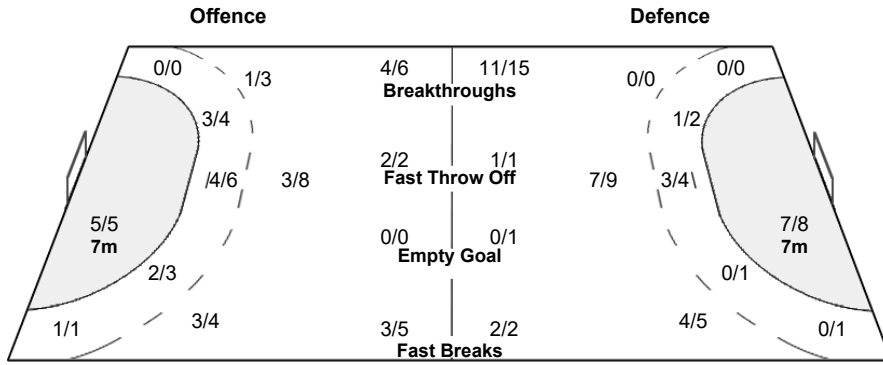 Offence Defence
0/0 1/3 4/6 11/15 0/0 0/0
Breakthroughs
3/4 1/2
2/2 1/1
Fast Throw Off
4/6 3/8 7/9 3/4
5/5 7/8
7m 7m
0/0 0/1
Empty Goal
2/3 0/1
1/1 3/4 3/5 2/2 4/5 0/1
Fast Breaks